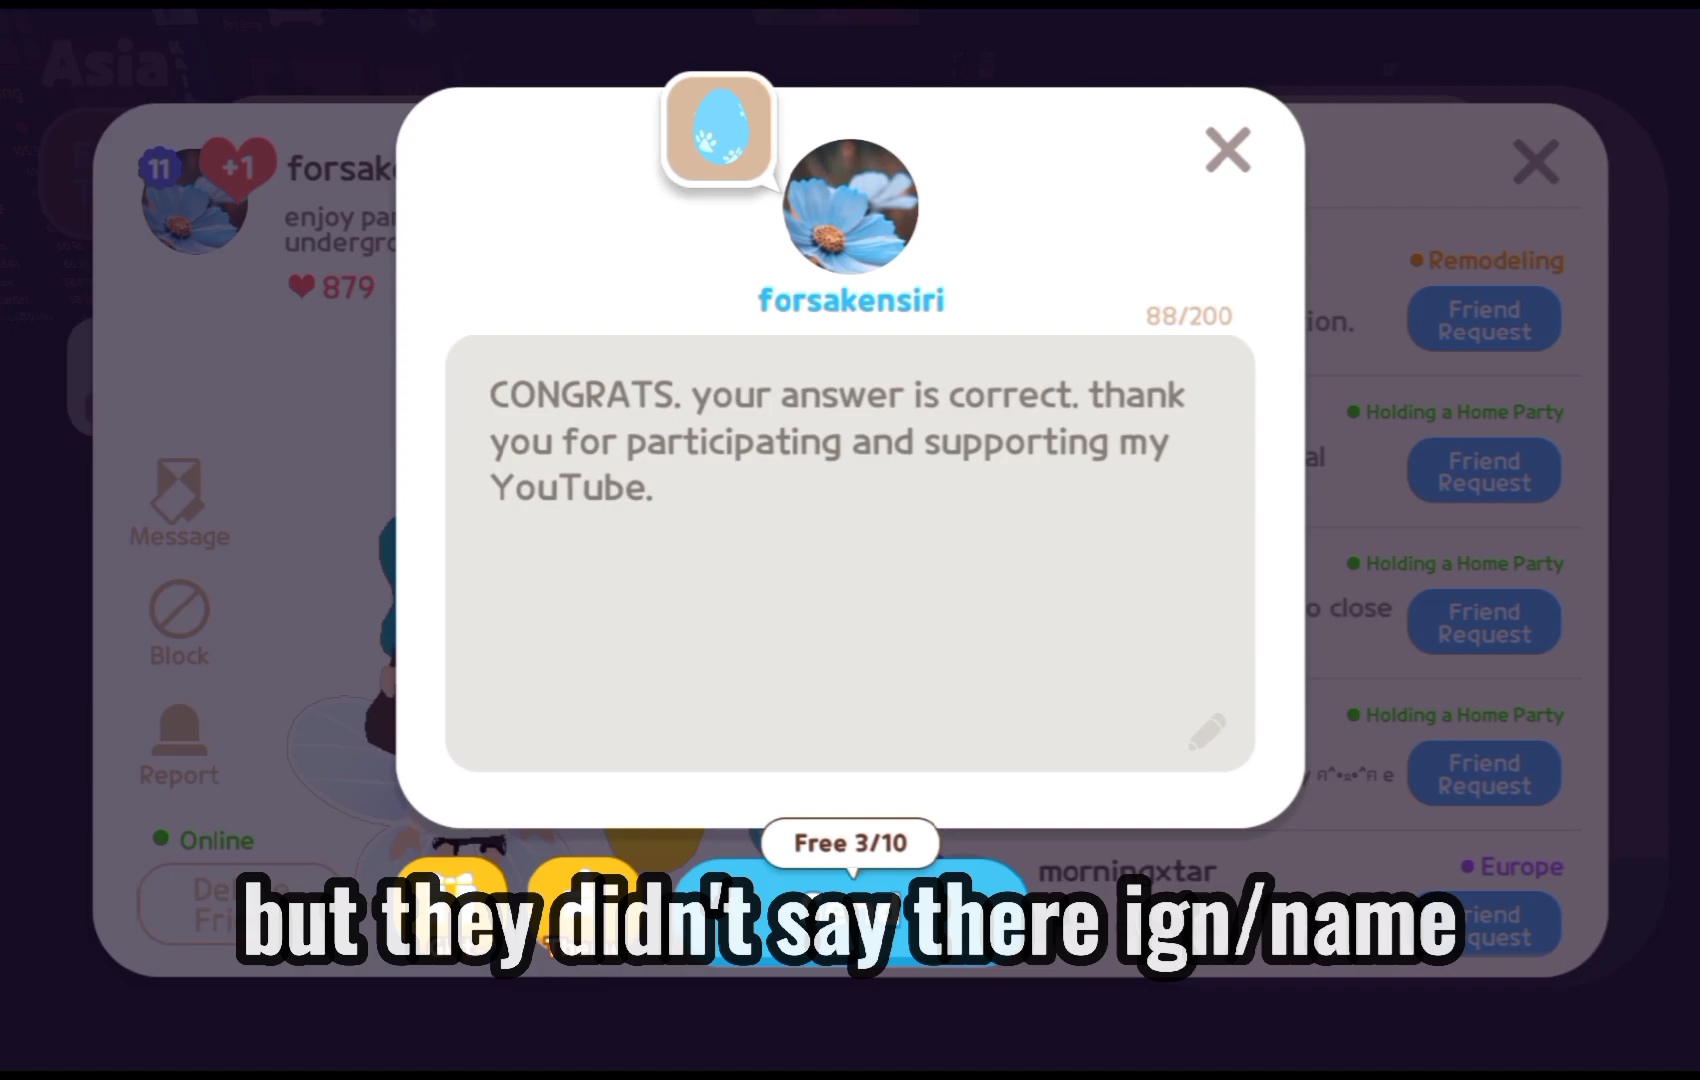 Asia
11
+1
forsak
enjoy par
undergro
879
Message
Block
Report
Online
forsakensiri
88/200
CONGRATS. your answer is correct. thank
you for participating and supporting my
YouTube.
Free 3/10
Remodeling
ion.
Friend
Request
Holding a Home Party
al
Friend
Request
Holding a Home Party
o close
Friend
Request
Holding a Home Party
Friend
Request
morningxtar
Europe
riend
quest
but they didn't say there ign/name